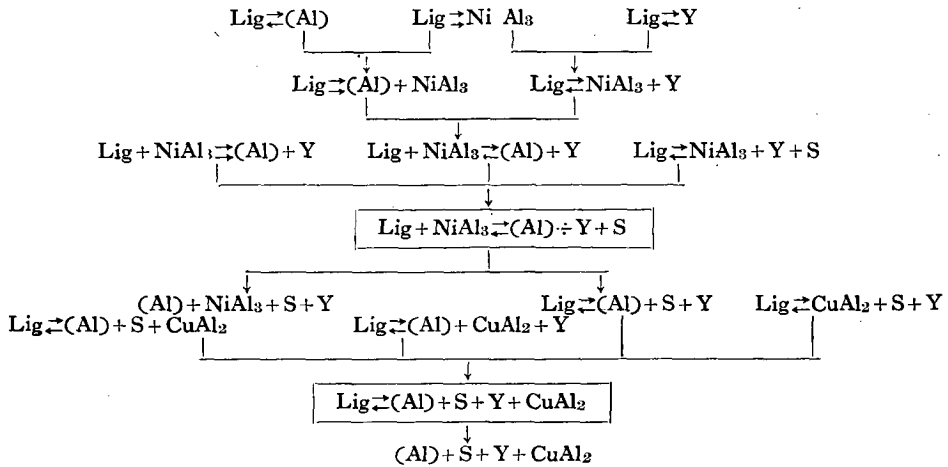 Lig⇄(Al) Lig⇄Ni Al₃ Lig⇄Y
Lig⇄(Al)+NiAl₃ Lig⇄NiAl₃+Y
Lig+NiAl₃⇄(Al)+Y Lig+NiAl₃⇄(Al)+Y Lig⇄NiAl₃+Y+S
Lig+NiAl₃⇄(Al)÷Y+S
(Al)+NiAl₃+S+Y Lig⇄(Al)+S+Y Lig⇄CuAl₂+S+Y
Lig⇄(Al)+S+CuAl₂ Lig⇄(Al)+CuAl₂+Y
Lig⇄(Al)+S+Y+CuAl₂
(Al)+S+Y+CuAl₂